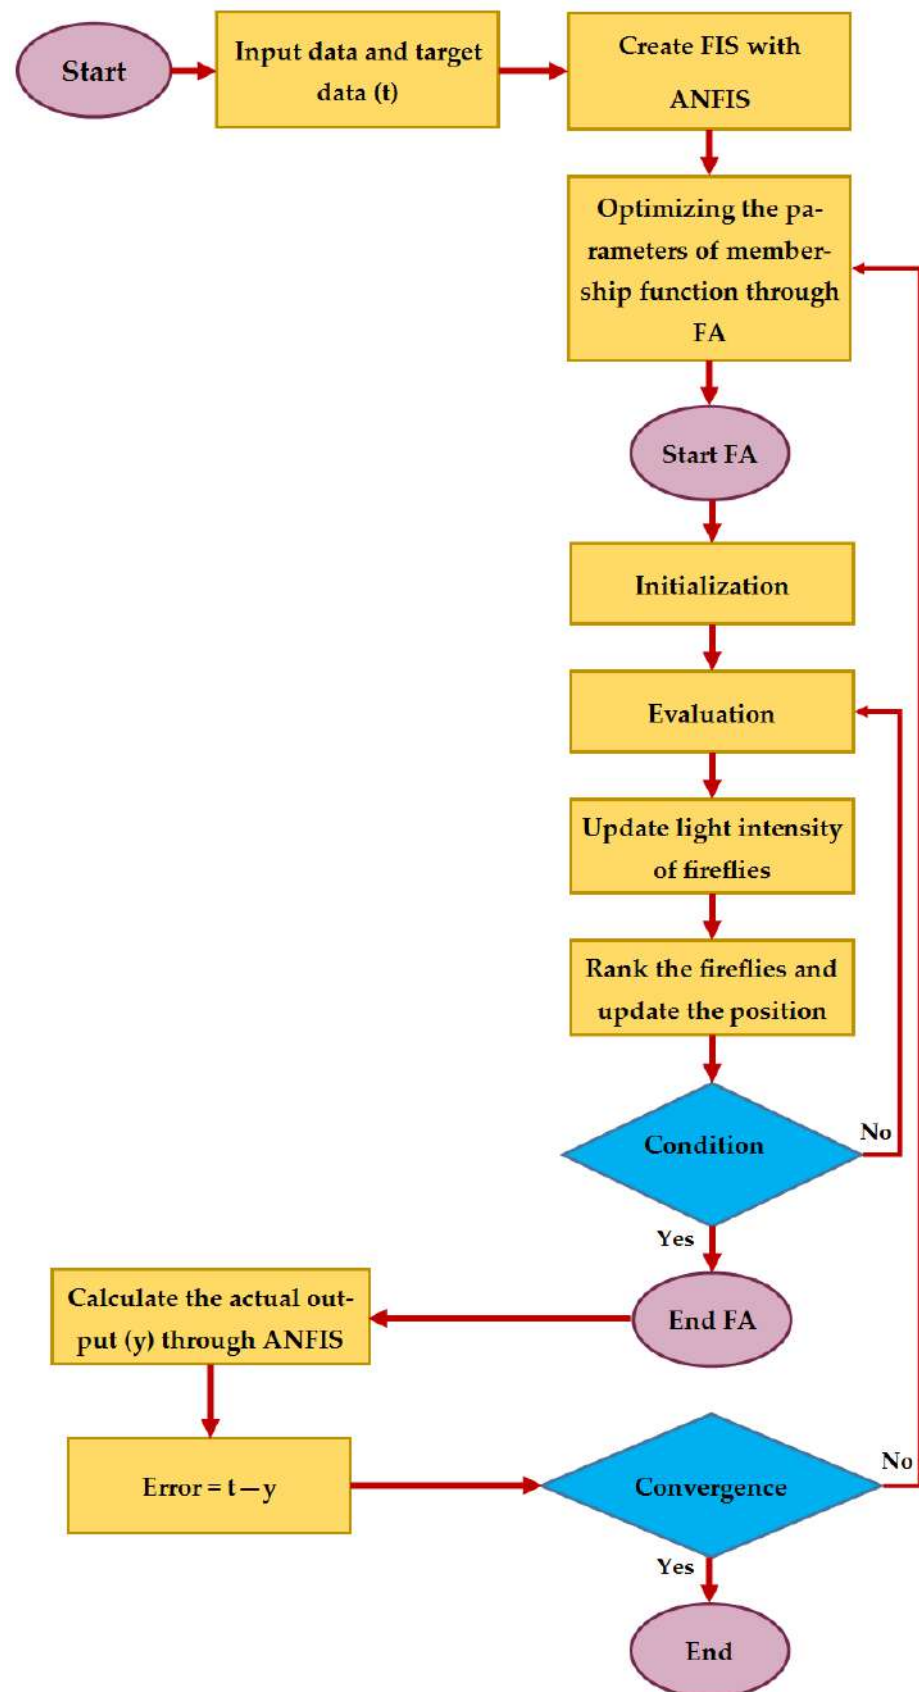 Start
Input data and target
data (t)
Create FIS with
ANFIS
Optimizing the pa-
rameters of member-
ship function through
FA
Start FA
Initialization
Evaluation
Update light intensity
of fireflies
Rank the fireflies and
update the position
Condition
No
Yes
End FA
Calculate the actual out-
put (y) through ANFIS
Error = t—y
Convergence
No
Yes
End